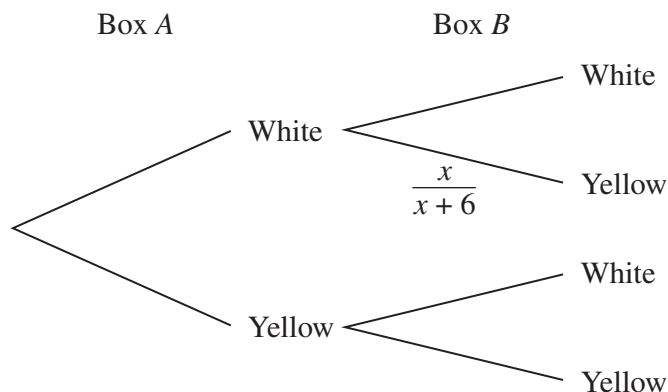 Box A Box B
White
White
x
x + 6
Yellow
White
Yellow
Yellow